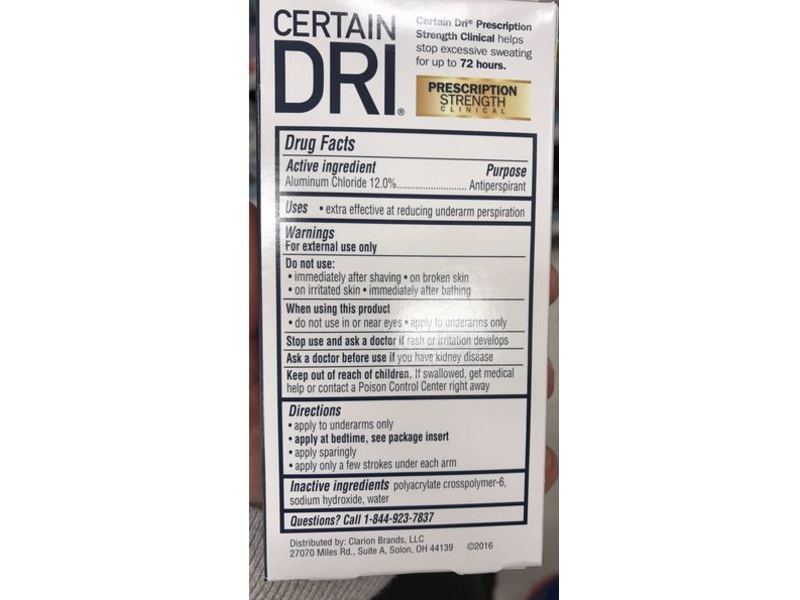 CERTAIN
DRI®
Certain Dri® Prescription
Strength Clinical helps
stop excessive sweating
for up to 72 hours.
PRESCRIPTION
STRENGTH
CLINICAL
Drug Facts
Active ingredient Purpose
Aluminum Chloride 12.0%........................ Antiperspirant
Uses • extra effective at reducing underarm perspiration
Warnings
For external use only
Do not use:
• immediately after shaving • on broken skin
• on irritated skin • immediately after bathing
When using this product
• do not use in or near eyes • apply to underarms only
Stop use and ask a doctor if rash or irritation develops
Ask a doctor before use if you have kidney disease
Keep out of reach of children. If swallowed, get medical
help or contact a Poison Control Center right away
Directions
• apply to underarms only
• apply at bedtime, see package insert
• apply sparingly
• apply only a few strokes under each arm
Inactive ingredients polyacrylate crosspolymer-6,
sodium hydroxide, water
Questions? Call 1-844-923-7837
Distributed by: Clarion Brands, LLC
27070 Miles Rd., Suite A, Solon, OH 44139 ©2016